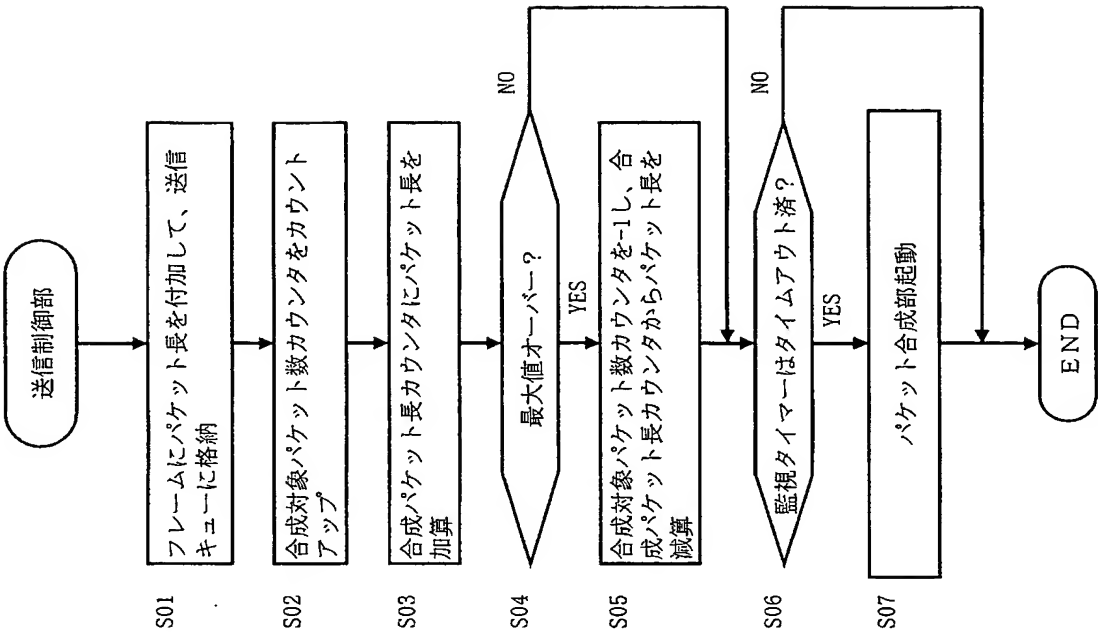 送信制御部
S01
フレームにパケット長を付加して、送信
キューに格納
S02
合成対象パケット数カウンタをカウント
アップ
S03
合成パケット長カウンタにパケット長を
加算
S04
最大値オーバー?
NO
YES
S05
合成対象パケット数カウンタを-1し、合
成パケット長カウンタからパケット長を
減算
S06
監視タイマーはタイムアウト済?
NO
YES
S07
パケット合成部起動
END